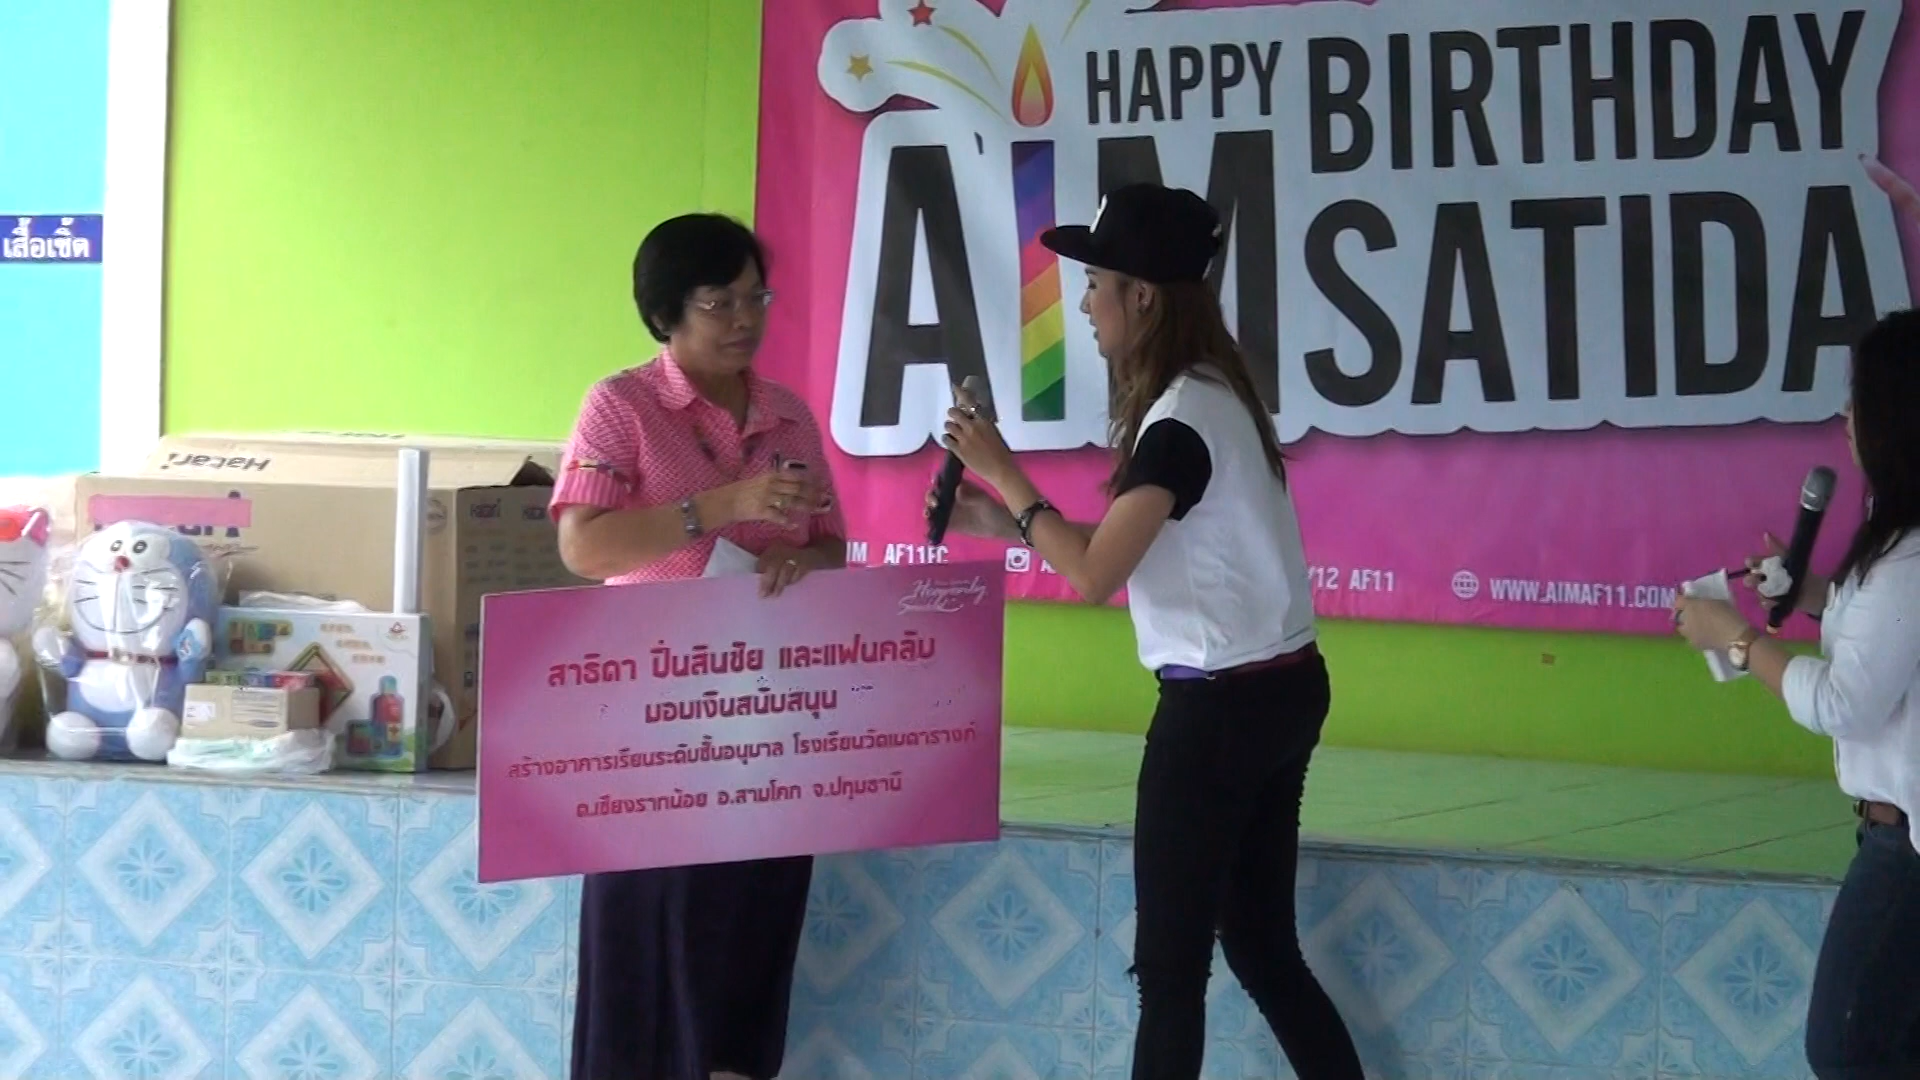 HAPPY BIRTHDAY
AIM SATIDA
เสื้อเชิ้ต
Hatari
AF11FC
/12 AF11
WWW.AIMAF11.COM
สาธิดา ปิ่นสินชัย และแฟนคลับ
มอบเงินสนับสนุน
สร้างอาคารเรียนระดับชั้นอนุบาล โรงเรียนวัดเมตารางค์
ต.เชียงรากน้อย อ.สามโคก จ.ปทุมธานี